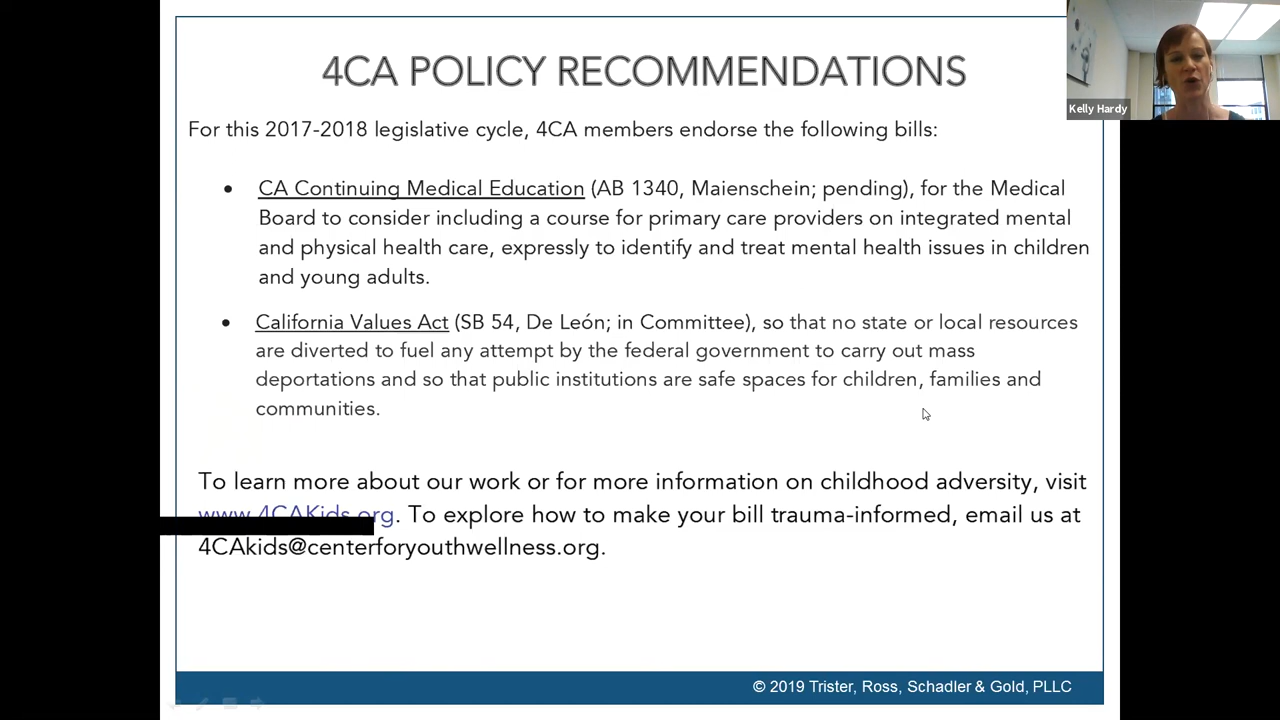 4CA POLICY RECOMMENDATIONS
Kelly Hardy
For this 2017-2018 legislative cycle, 4CA members endorse the following bills:
• CA Continuing Medical Education (AB 1340, Maienschein; pending), for the Medical
Board to consider including a course for primary care providers on integrated mental
and physical health care, expressly to identify and treat mental health issues in children
and young adults.
• California Values Act (SB 54, De León; in Committee), so that no state or local resources
are diverted to fuel any attempt by the federal government to carry out mass
deportations and so that public institutions are safe spaces for children, families and
communities.
To learn more about our work or for more information on childhood adversity, visit
www.4CAKids.org. To explore how to make your bill trauma-informed, email us at
4CAkids@centerforyouthwellness.org.
© 2019 Trister, Ross, Schadler & Gold, PLLC